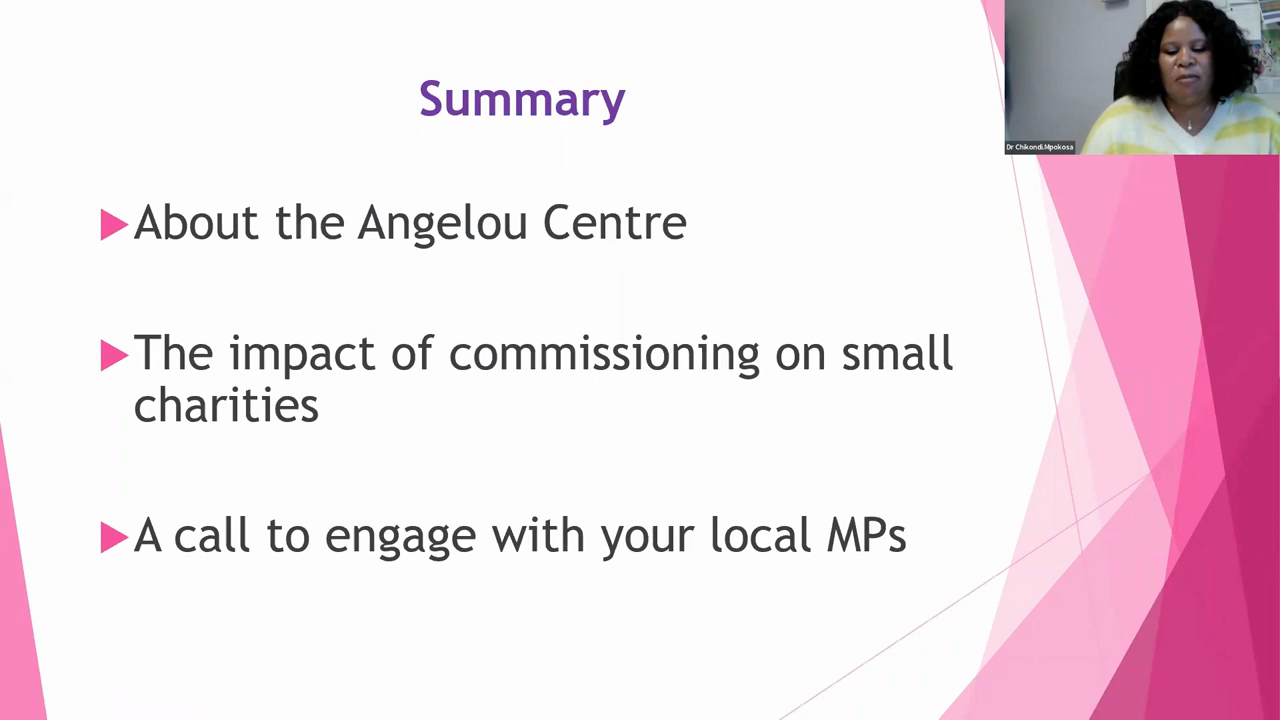 Summary
About the Angelou Centre
The impact of commissioning on small
charities
A call to engage with your local MPs
Dr Chikondi.Mpokosa